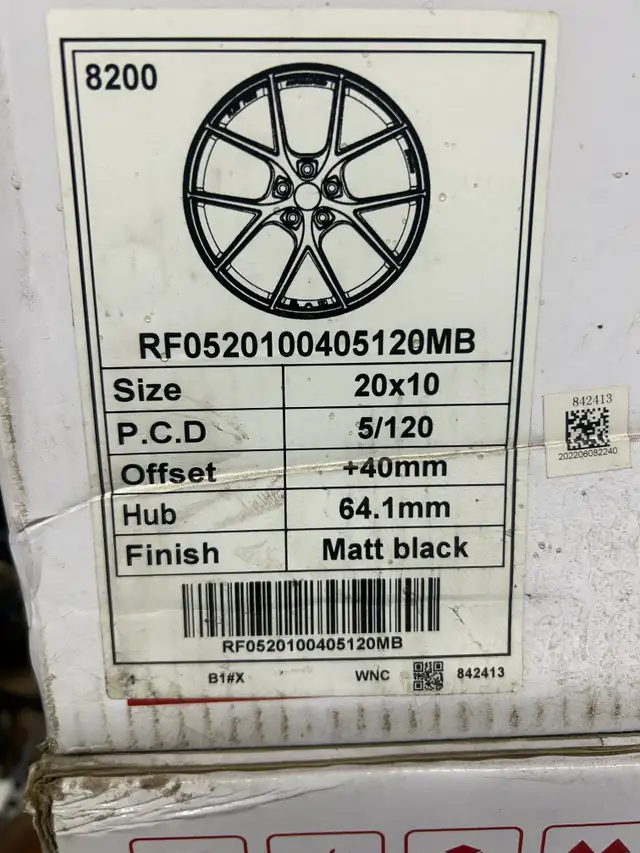 8200
RF0520100405120MB
Size 20x10
P.C.D 5/120
Offset +40mm
Hub 64.1mm
Finish Matt black
RF0520100405120MB
B1#X WNC 842413
842413
202206082240